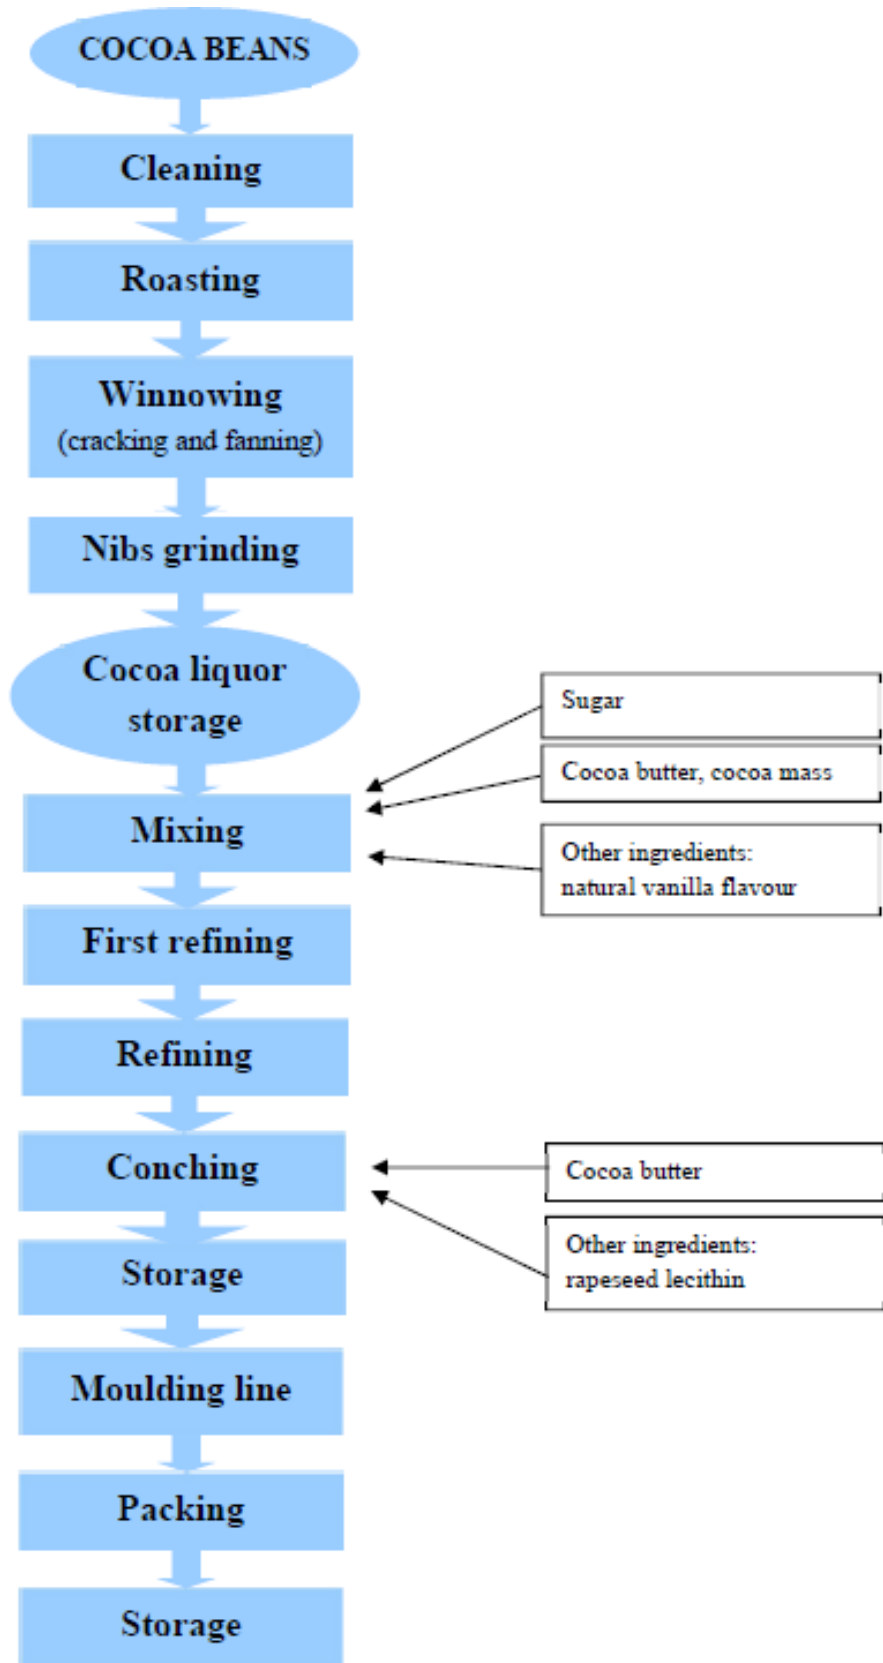 COCOA BEANS
Cleaning
Roasting
Winnowing
(cracking and fanning)
Nibs grinding
Cocoa liquor
storage
Sugar
Cocoa butter, cocoa mass
Mixing
Other ingredients:
natural vanilla flavour
First refining
Refining
Conching
Cocoa butter
Other ingredients:
rapeseed lecithin
Storage
Moulding line
Packing
Storage